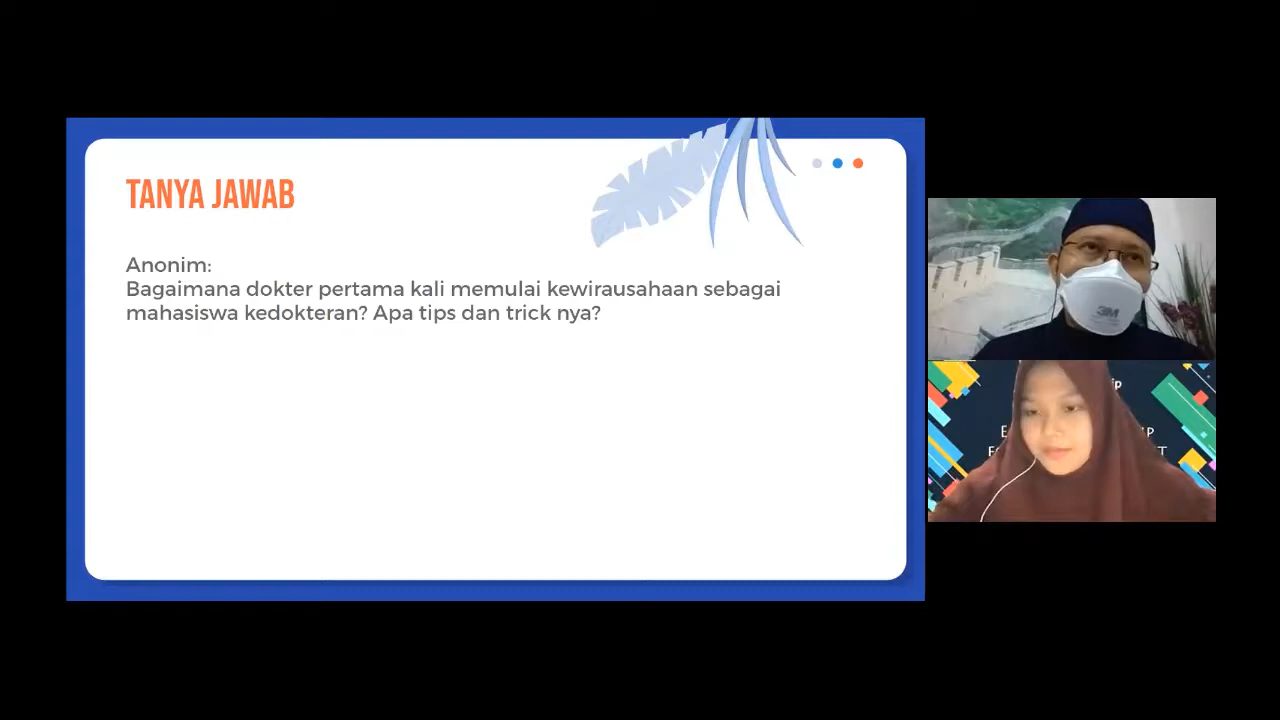 TANYA JAWAB
Anonim:
Bagaimana dokter pertama kali memulai kewirausahaan sebagai
mahasiswa kedokteran? Apa tips dan trick nya?
3M